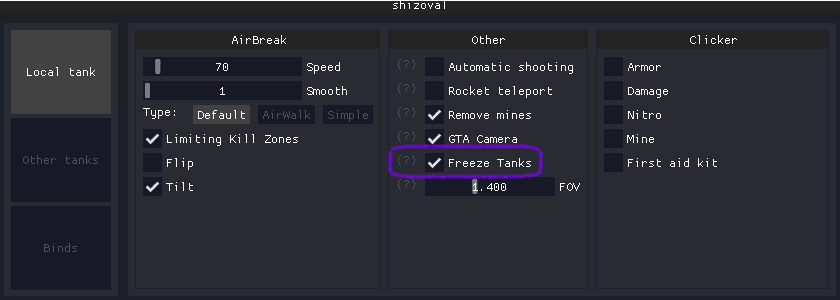 shizoval
Local tank
Other tanks
Binds
AirBreak
70 Speed
1 Smooth
Type: Default AirWalk Simple
Limiting Kill Zones
Flip
Tilt
Other
(?) Automatic shooting
(?) Rocket teleport
(?) Remove mines
(?) GTA Camera
(?) Freeze Tanks
(?) 1.400 FOV
Clicker
Armor
Damage
Nitro
Mine
First aid kit